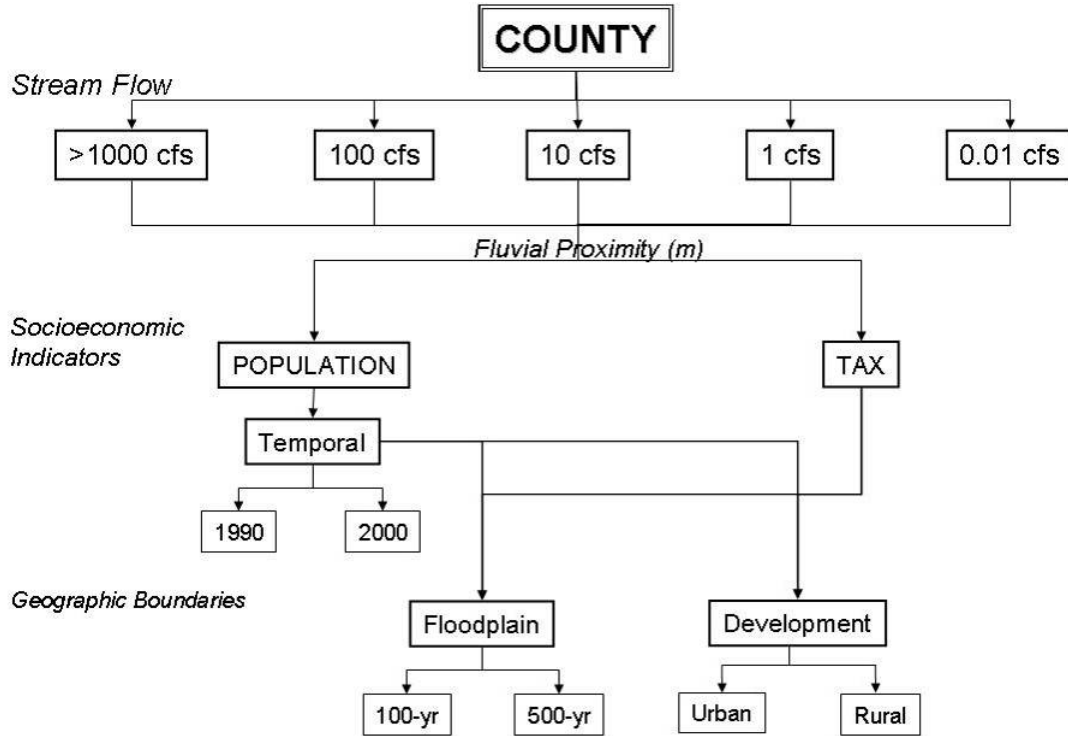 COUNTY
Stream Flow
>1000 cfs
100 cfs
10 cfs
1 cfs
0.01 cfs
Fluvial Proximity (m)
Socioeconomic
Indicators
POPULATION
TAX
Temporal
1990
2000
Geographic Boundaries
Floodplain
Development
100-yr
500-yr
Urban
Rural